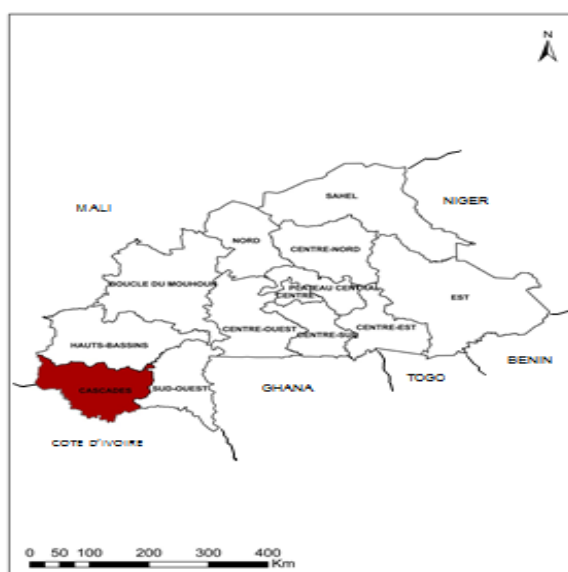 N
SAHEL
MALI
NIGER
NORD
CENTRE-NORD
BOUCLE DU MOUHOUN
PLATEAU CENTRAL
CENTRE
EST
CENTRE-OUEST
CENTRE-SUD
CENTRE-EST
HAUTS-BASSINS
BENIN
TOGO
CASCADES
SUD-OUEST
GHANA
COTE D'IVOIRE
0 50 100 200 300 400
Km